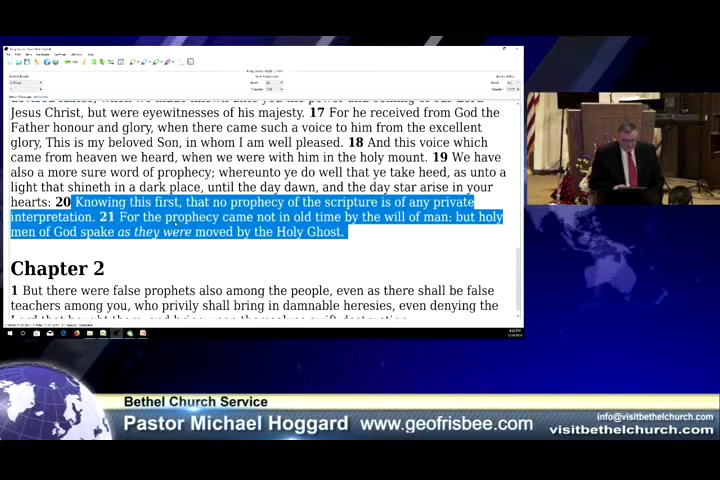 Jesus Christ, but were eyewitnesses of his majesty. 17 For he received from God the
Father honour and glory, when there came such a voice to him from the excellent
glory, This is my beloved Son, in whom I am well pleased. 18 And this voice which
came from heaven we heard, when we were with him in the holy mount. 19 We have
also a more sure word of prophecy; whereunto ye do well that ye take heed, as unto a
light that shineth in a dark place, until the day dawn, and the day star arise in your
hearts: 20 Knowing this first, that no prophecy of the scripture is of any private
interpretation. 21 For the prophecy came not in old time by the will of man: but holy
men of God spake as they were moved by the Holy Ghost.
Chapter 2
1 But there were false prophets also among the people, even as there shall be false
teachers among you, who privily shall bring in damnable heresies, even denying the
Bethel Church Service
Pastor Michael Hoggard www.geofrisbee.com
info@visitbethelchurch.com
visitbethelchurch.com